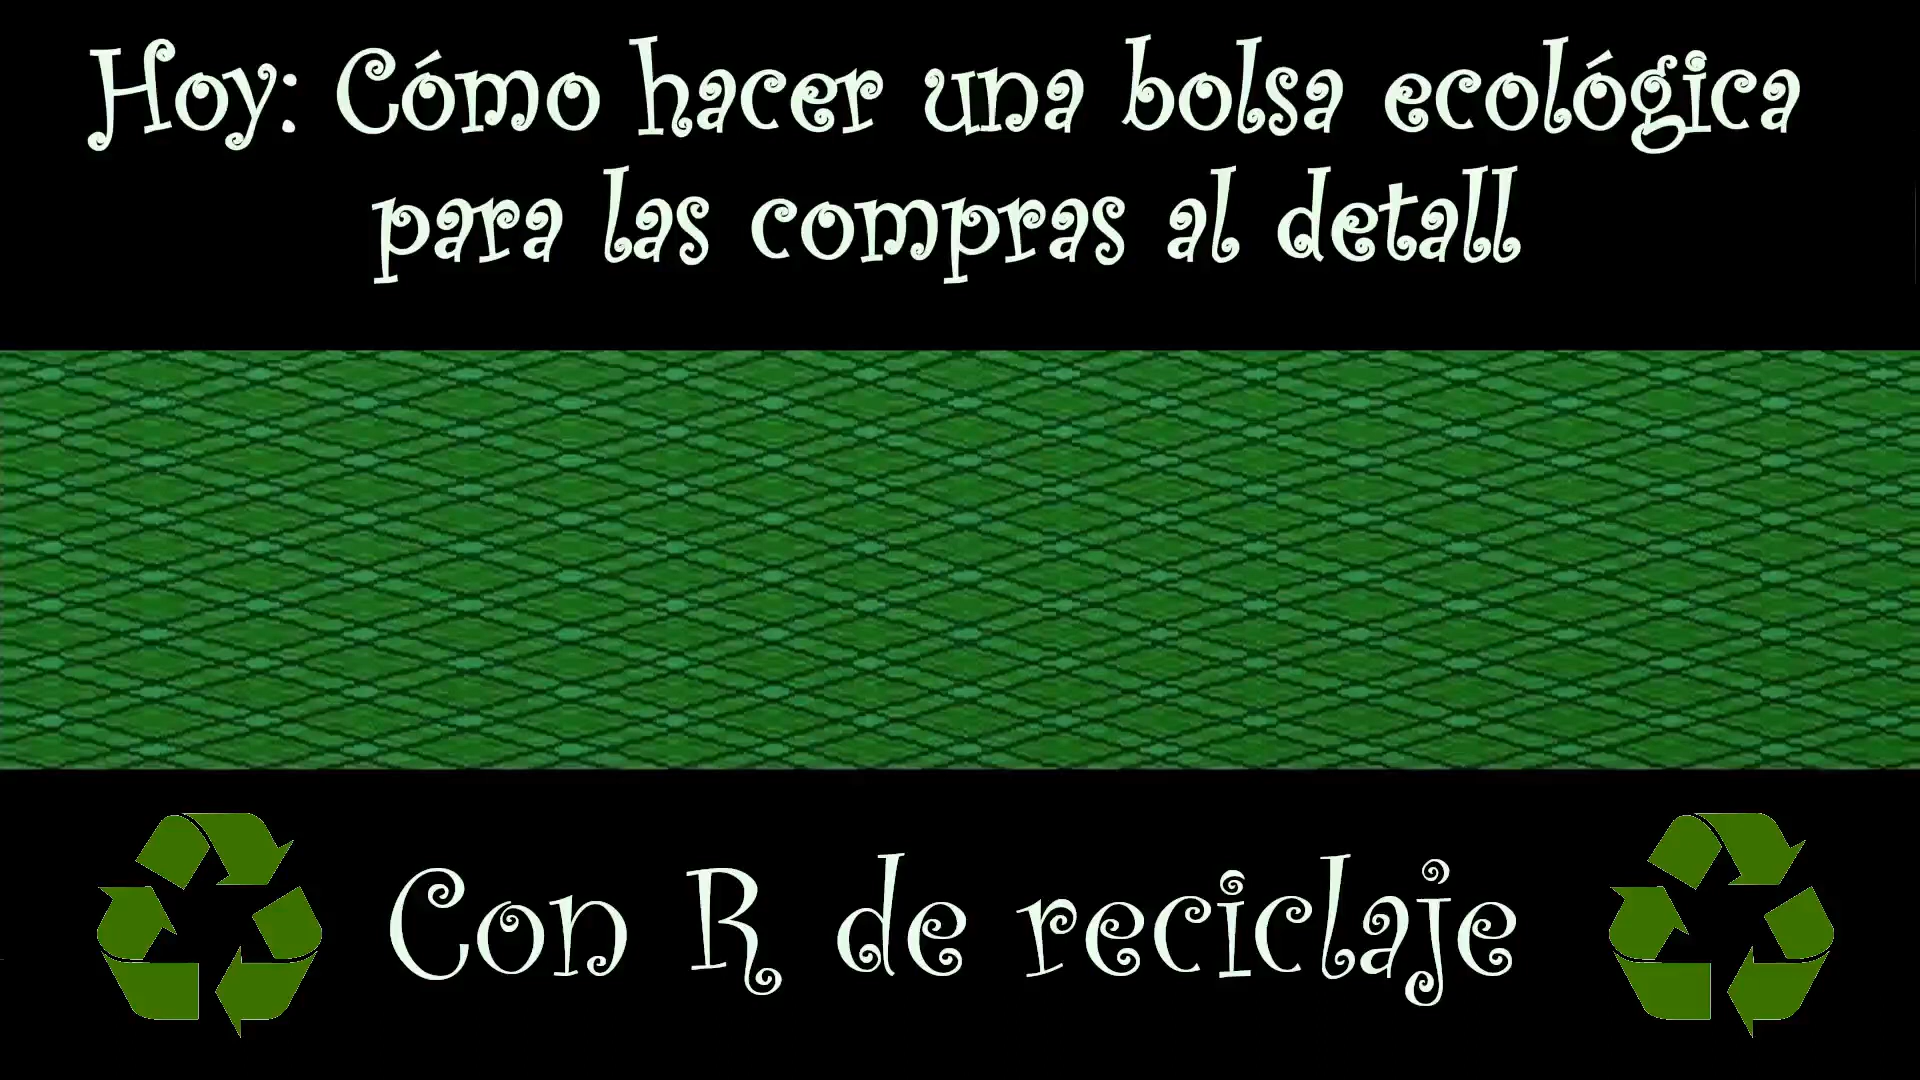 Hoy: Cómo hacer una bolsa ecológica
para las compras al detall
Con R de reciclaje